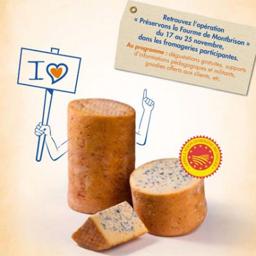 Retrouvez l'opération
« Préservons la Fourme de Montbrison »
du 17 au 25 novembre,
dans les fromageries participantes.
Au programme : dégustations gratuites, supports
d'informations pédagogiques et militants,
goodies offerts aux clients, etc.
I